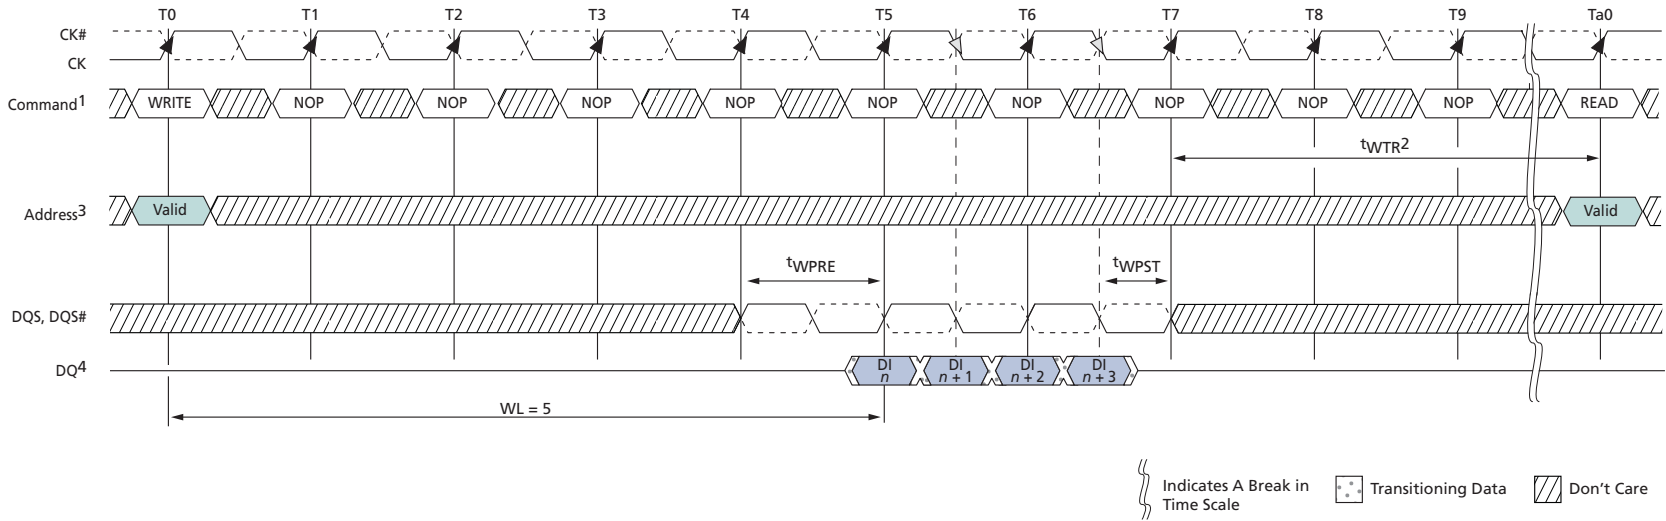 T0 T1 T2 T3 T4 T5 T6 T7 T8 T9 Ta0
CK#
CK
Command1 WRITE NOP NOP NOP NOP NOP NOP NOP NOP NOP READ
tWTR2
Address3 Valid Valid
tWPRE tWPST
DQS, DQS#
DQ4 DI n DI n + 1 DI n + 2 DI n + 3
WL = 5
Indicates A Break in
Time Scale
Transitioning Data
Don't Care